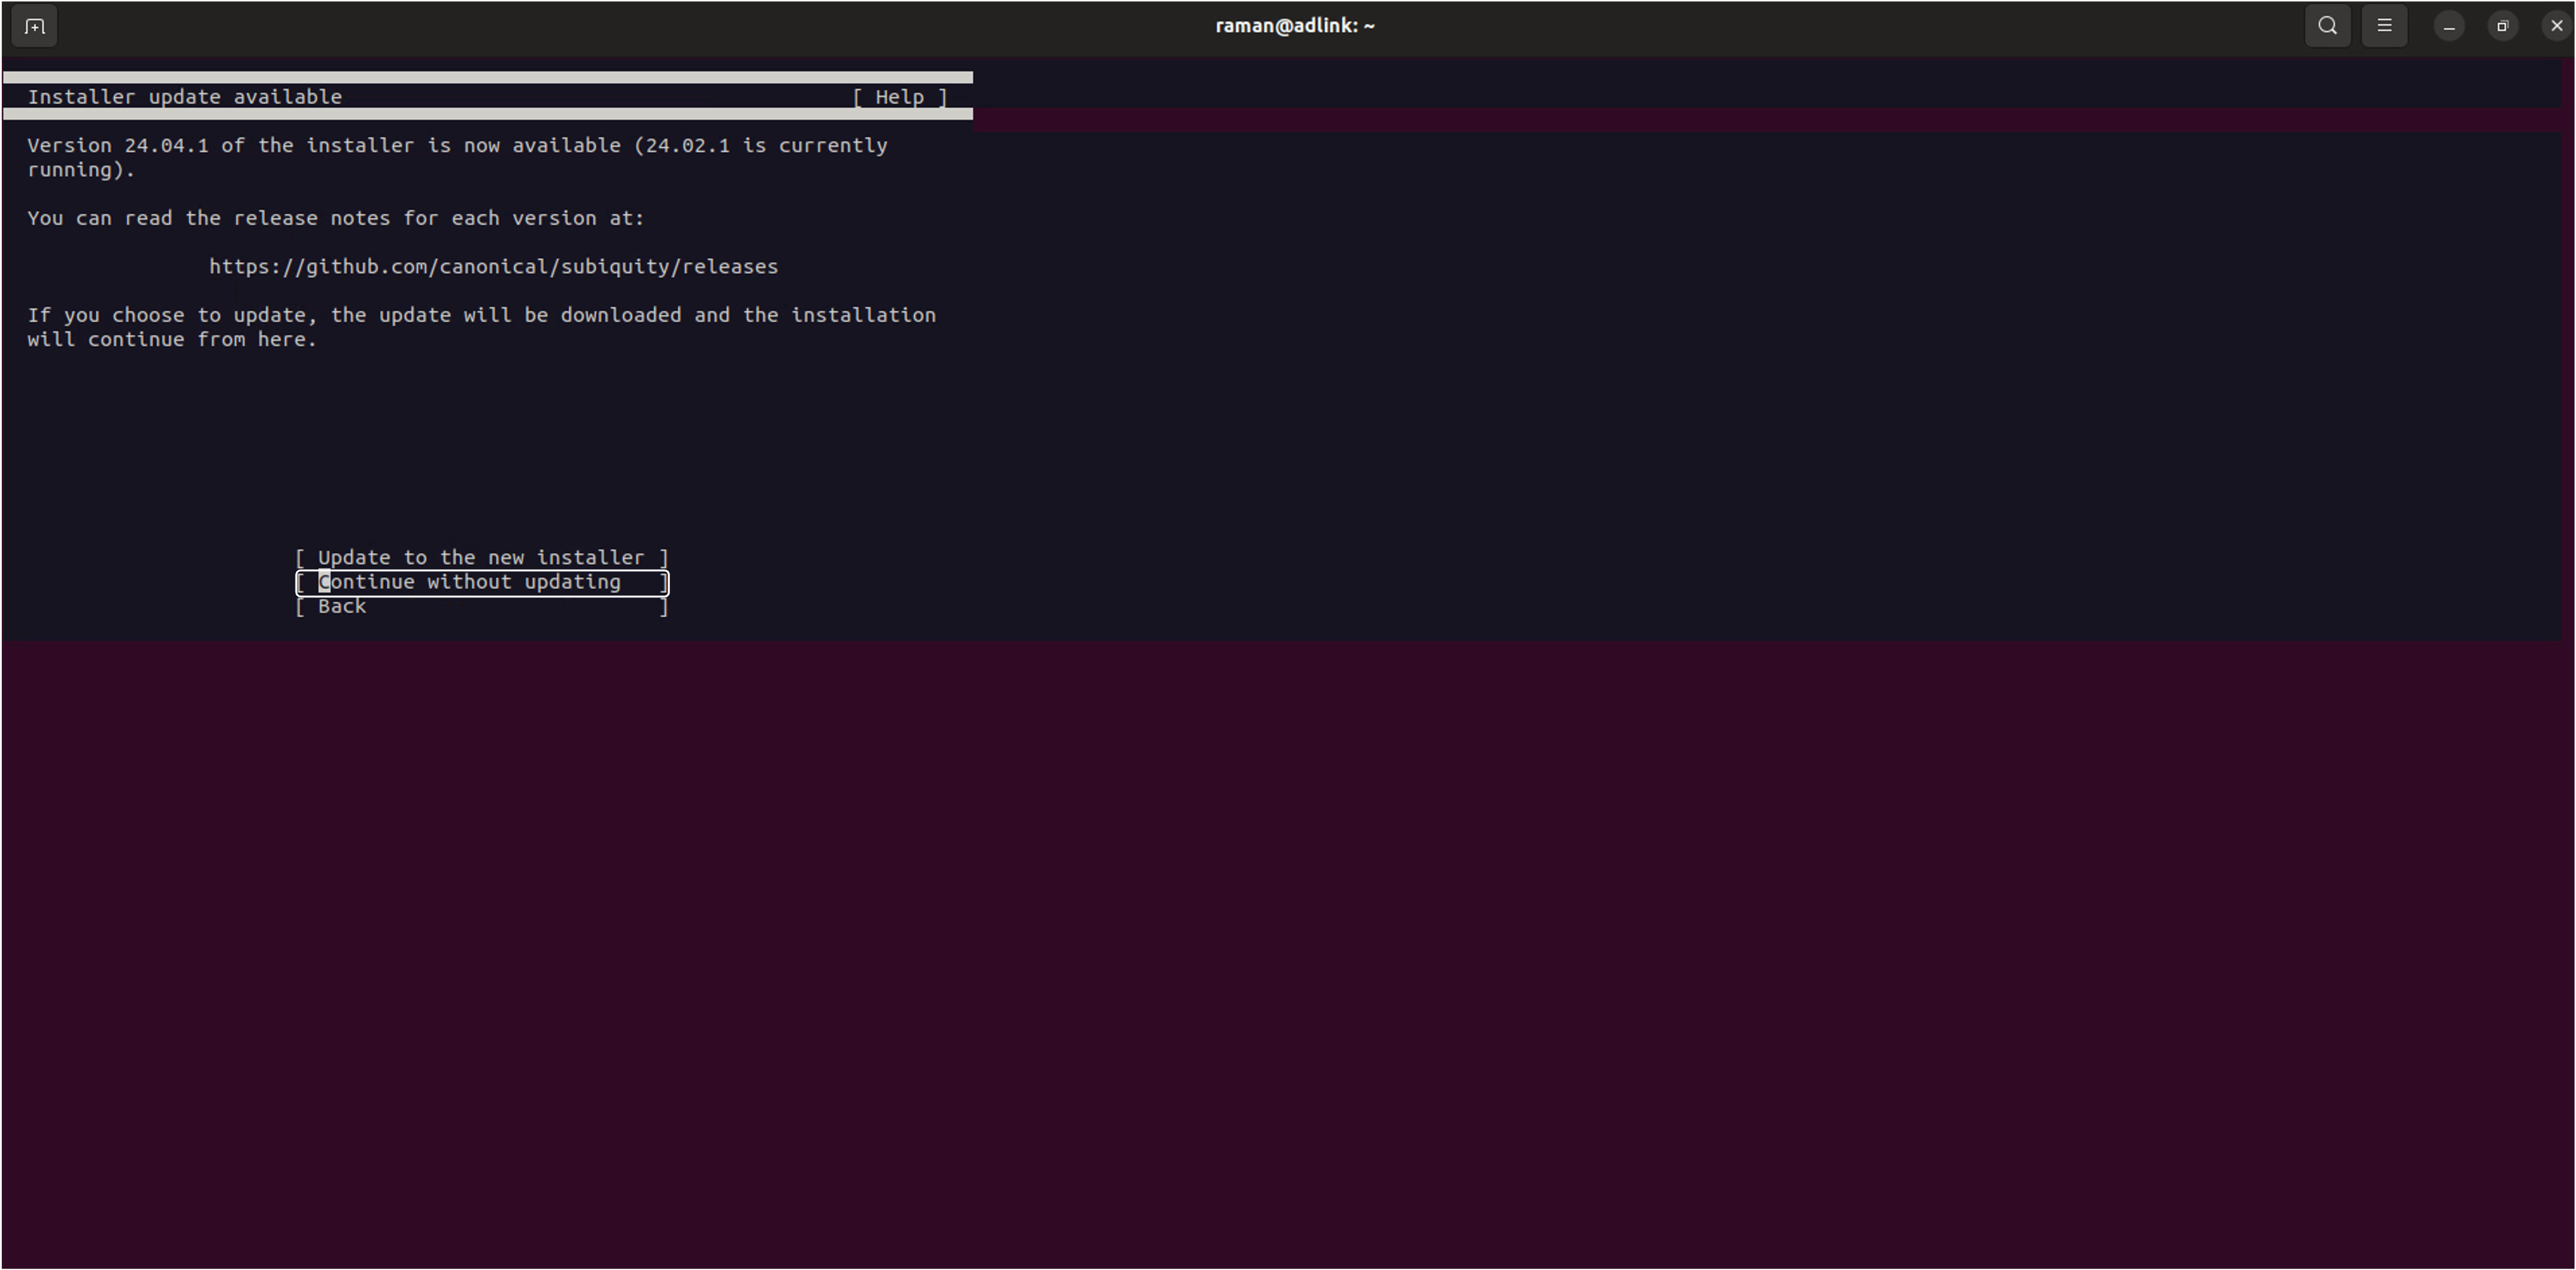 raman@adlink: ~
Installer update available [ Help ]
Version 24.04.1 of the installer is now available (24.02.1 is currently
running).
You can read the release notes for each version at:
https://github.com/canonical/subiquity/releases
If you choose to update, the update will be downloaded and the installation
will continue from here.
[ Update to the new installer ]
[ Continue without updating ]
[ Back ]